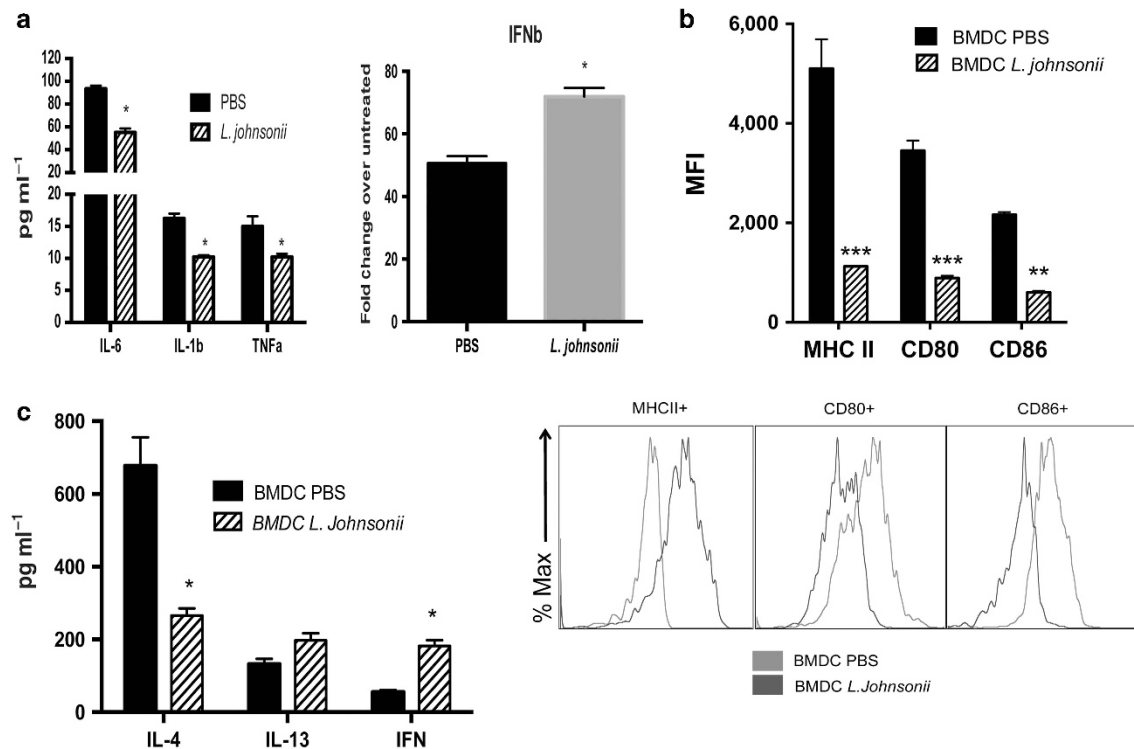 a
120
100
80
60
40
20
20
15
10
5
0
pg ml⁻¹
*
*
*
PBS
L. johnsonii
IL-6
IL-1b
TNFa
IFNb
80
60
40
20
0
Fold change over untreated
*
PBS
L. johnsonii
b
6,000
4,000
2,000
0
MFI
BMDC PBS
BMDC L. johnsonii
***
***
**
MHC II
CD80
CD86
c
800
600
400
200
0
pg ml⁻¹
BMDC PBS
BMDC L. Johnsonii
*
*
IL-4
IL-13
IFN
MHCII+
CD80+
CD86+
% Max
BMDC PBS
BMDC L.Johnsonii